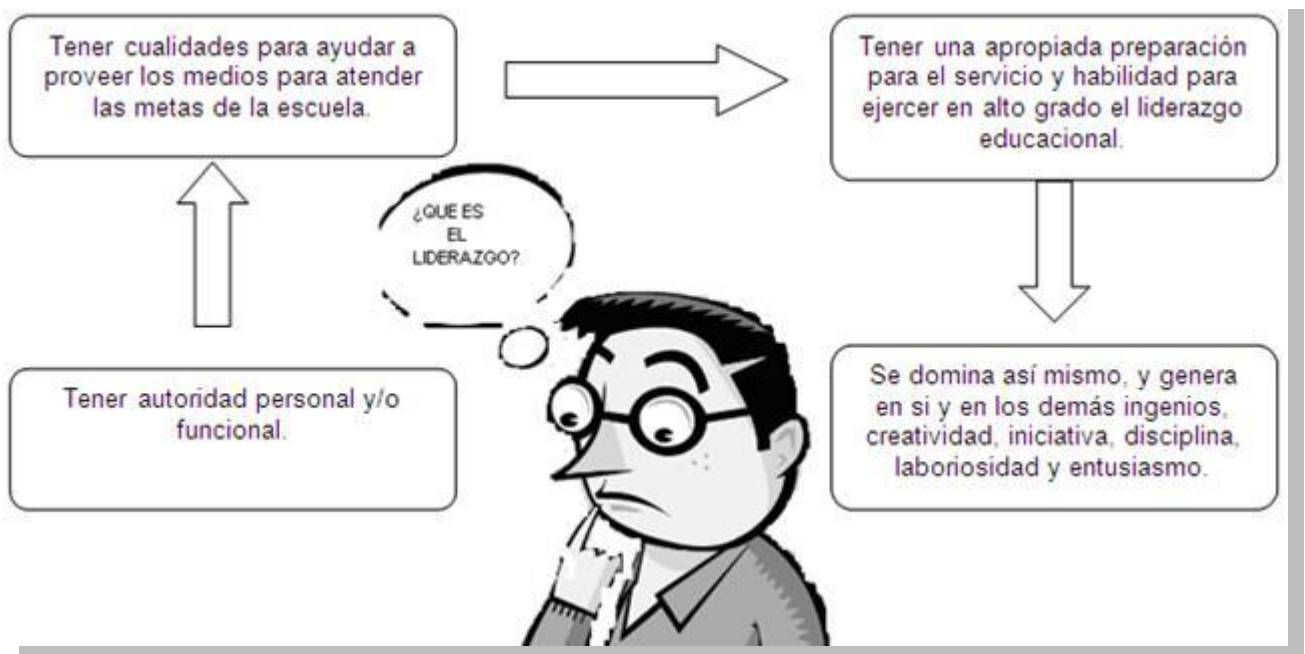 Tener cualidades para ayudar a
proveer los medios para atender
las metas de la escuela.
Tener una apropiada preparación
para el servicio y habilidad para
ejercer en alto grado el liderazgo
educacional.
¿QUE ES
EL
LIDERAZGO?
Tener autoridad personal y/o
funcional.
Se domina así mismo, y genera
en si y en los demás ingenios,
creatividad, iniciativa, disciplina,
laboriosidad y entusiasmo.